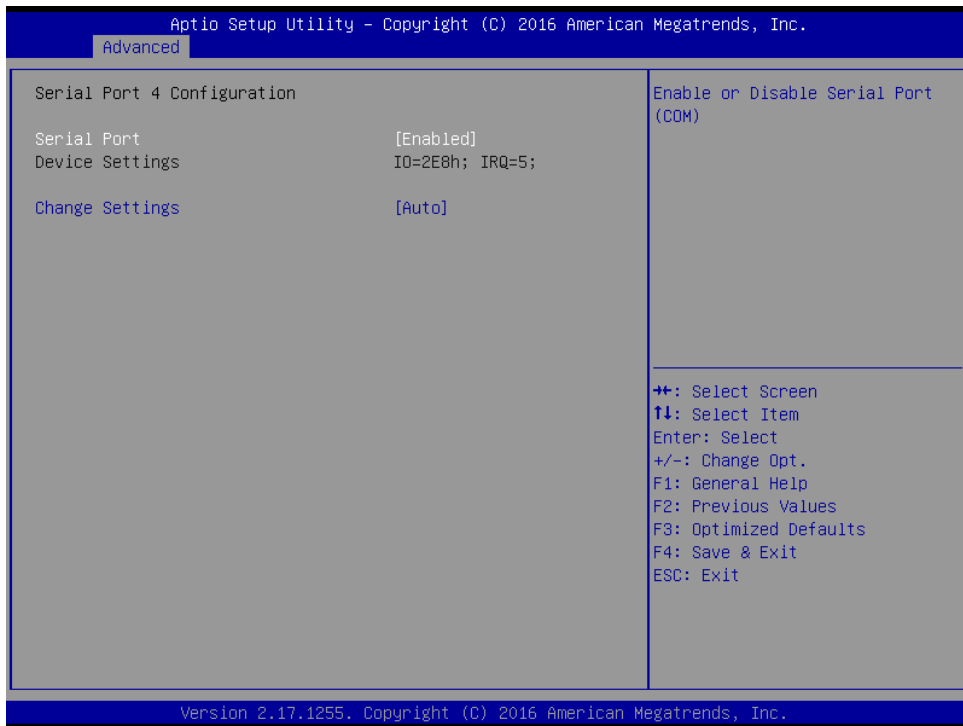 Aptio Setup Utility – Copyright (C) 2016 American Megatrends, Inc.
Advanced
Serial Port 4 Configuration
Serial Port [Enabled]
Device Settings IO=2E8h; IRQ=5;
Change Settings [Auto]
Enable or Disable Serial Port
(COM)
→←: Select Screen
↑↓: Select Item
Enter: Select
+/-: Change Opt.
F1: General Help
F2: Previous Values
F3: Optimized Defaults
F4: Save & Exit
ESC: Exit
Version 2.17.1255. Copyright (C) 2016 American Megatrends, Inc.